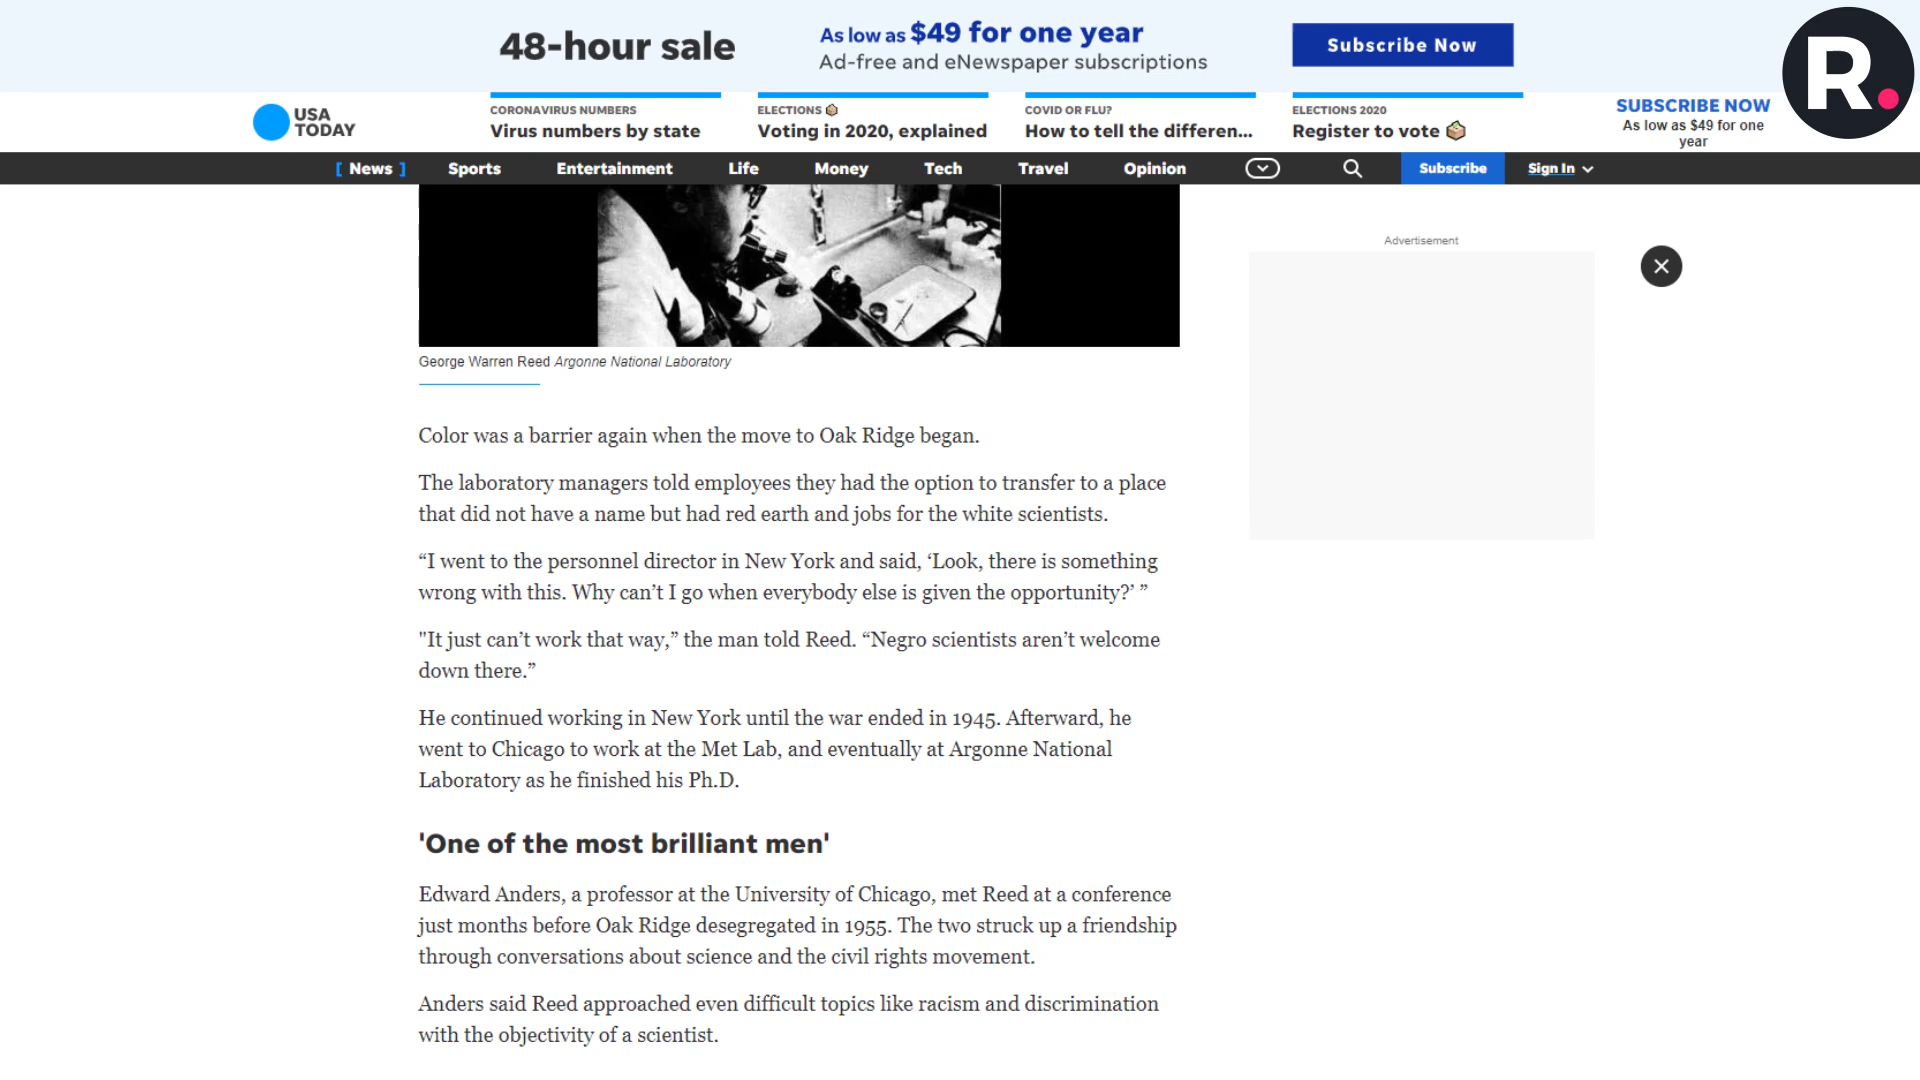 48-hour sale
As low as $49 for one year
Ad-free and eNewspaper subscriptions
Subscribe Now
R.
USA
TODAY
CORONAVIRUS NUMBERS
Virus numbers by state
ELECTIONS
Voting in 2020, explained
COVID OR FLU?
How to tell the differen...
ELECTIONS 2020
Register to vote
SUBSCRIBE NOW
As low as $49 for one
year
[ News ] Sports Entertainment Life Money Tech Travel Opinion Subscribe Sign In
Advertisement
George Warren Reed Argonne National Laboratory
Color was a barrier again when the move to Oak Ridge began.
The laboratory managers told employees they had the option to transfer to a place
that did not have a name but had red earth and jobs for the white scientists.
“I went to the personnel director in New York and said, ‘Look, there is something
wrong with this. Why can’t I go when everybody else is given the opportunity?’ ”
"It just can’t work that way,” the man told Reed. “Negro scientists aren’t welcome
down there.”
He continued working in New York until the war ended in 1945. Afterward, he
went to Chicago to work at the Met Lab, and eventually at Argonne National
Laboratory as he finished his Ph.D.
'One of the most brilliant men'
Edward Anders, a professor at the University of Chicago, met Reed at a conference
just months before Oak Ridge desegregated in 1955. The two struck up a friendship
through conversations about science and the civil rights movement.
Anders said Reed approached even difficult topics like racism and discrimination
with the objectivity of a scientist.